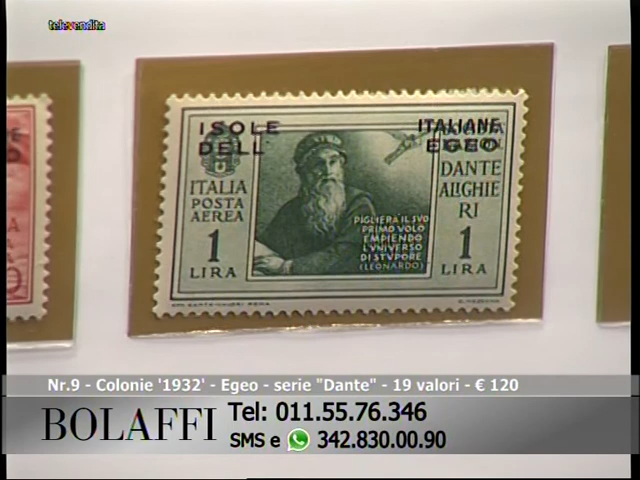 televendita
ISOLE ITALIANE
DELL EGEO
ITALIA
POSTA
AEREA
1
LIRA
DANTE
ALIGHIE
RI
1
LIRA
PIGLIERA IL SVO
PRIMO VOLO
EMPIENDO
L'VNIVERSO
DI STVPORE
(LEONARDO)
Nr.9 - Colonie '1932' - Egeo - serie "Dante" - 19 valori - € 120
BOLAFFI
Tel: 011.55.76.346
SMS e 342.830.00.90